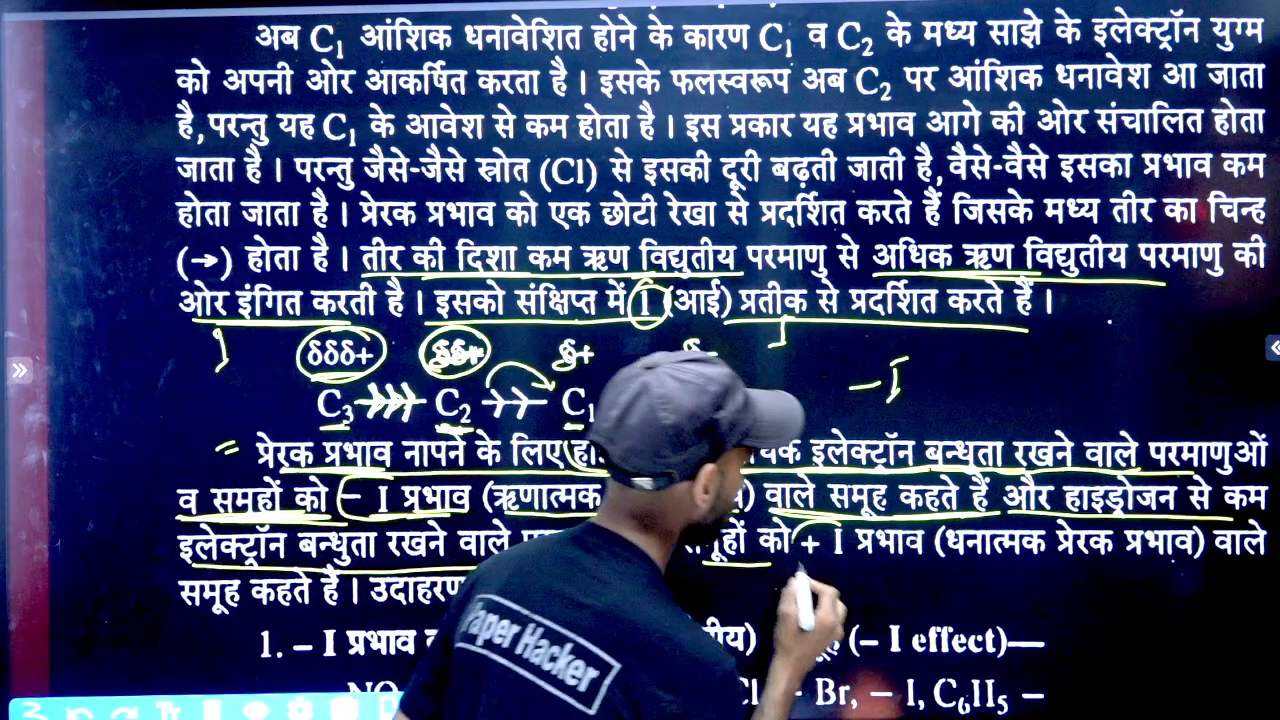 अब C₁ आंशिक धनावेशित होने के कारण C₁ व C₂ के मध्य साझे के इलेक्ट्रॉन युग्म
को अपनी ओर आकर्षित करता है। इसके फलस्वरूप अब C₂ पर आंशिक धनावेश आ जाता
है, परन्तु यह C₁ के आवेश से कम होता है। इस प्रकार यह प्रभाव आगे की ओर संचालित होता
जाता है। परन्तु जैसे-जैसे स्रोत (Cl) से इसकी दूरी बढ़ती जाती है, वैसे-वैसे इसका प्रभाव कम
होता जाता है। प्रेरक प्रभाव को एक छोटी रेखा से प्रदर्शित करते हैं जिसके मध्य तीर का चिन्ह
(→) होता है। तीर की दिशा कम ऋण विद्युतीय परमाणु से अधिक ऋण विद्युतीय परमाणु की
ओर इंगित करती है। इसको संक्षिप्त में I (आई) प्रतीक से प्रदर्शित करते हैं।
I
δδδ+ δδ+ δ+ δ-
– I
C₃ C₂ C₁
प्रेरक प्रभाव नापने के लिए इलेक्ट्रॉन बन्धुता रखने वाले परमाणुओं
व समूहों को – I प्रभाव (ऋणात्मक वाले समूह कहते हैं और हाइड्रोजन से कम
इलेक्ट्रॉन बन्धुता रखने वाले समूहों को + I प्रभाव (धनात्मक प्रेरक प्रभाव) वाले
समूह कहते हैं। उदाहरण
1. – I प्रभाव (– I effect)—
Br, – I, C₆H₅ –
Paper Hacker